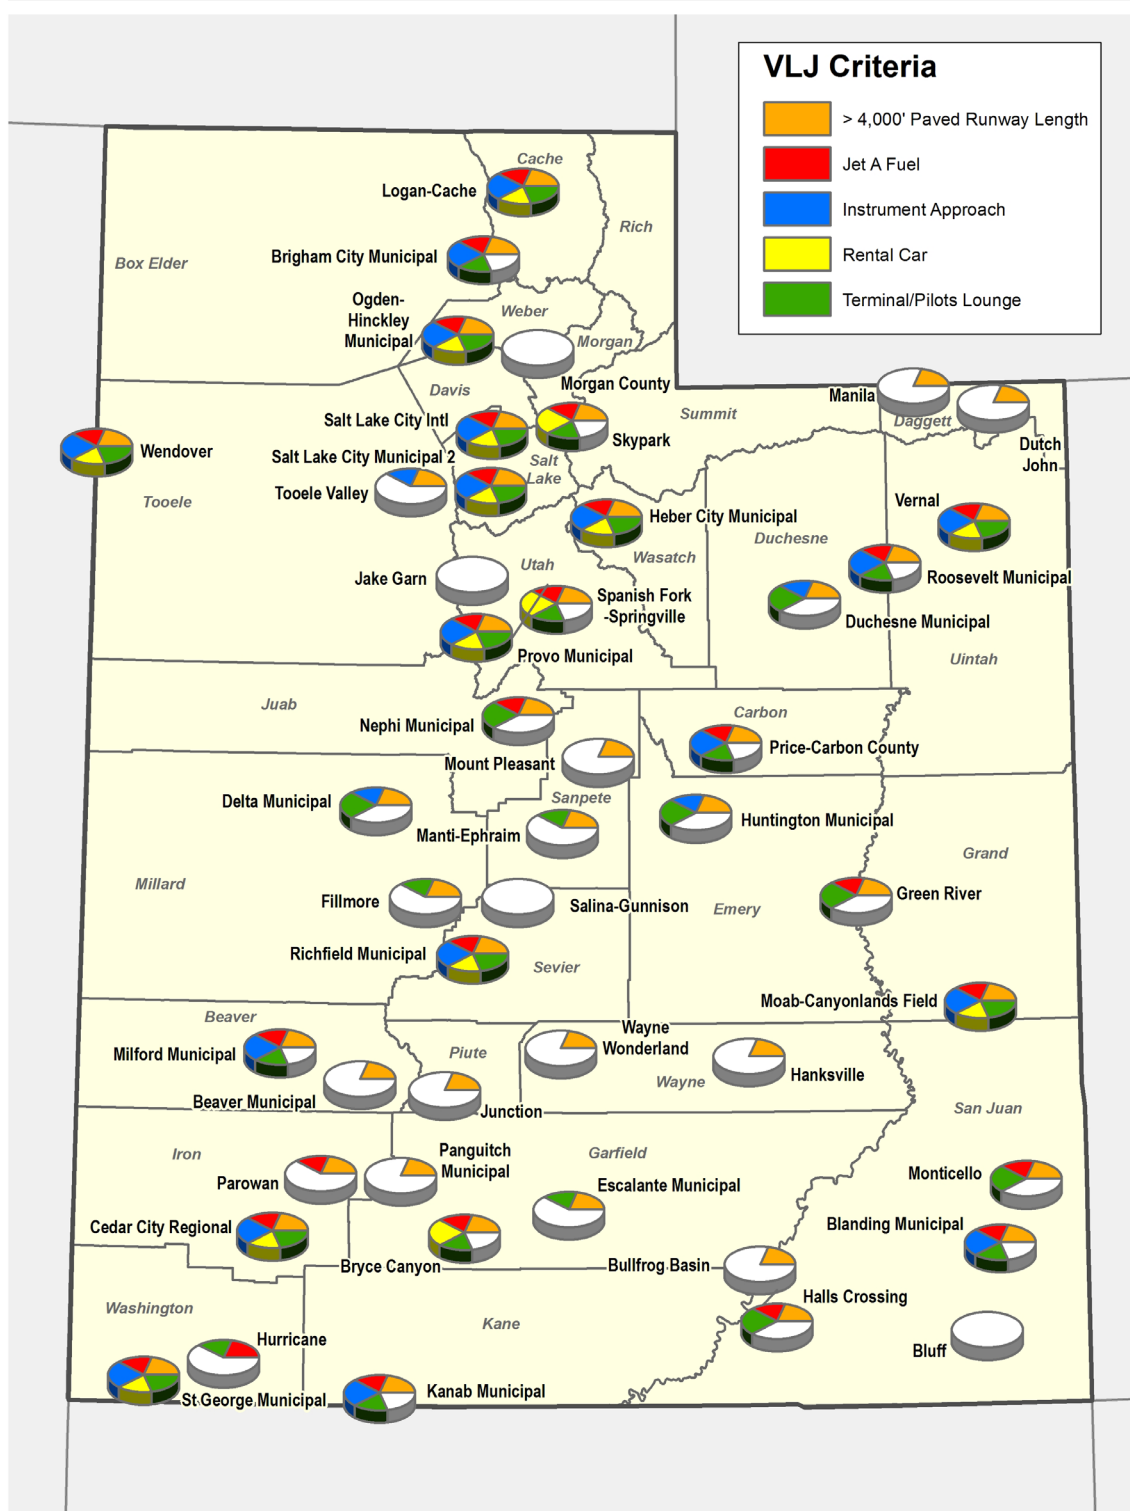 VLJ Criteria
> 4,000' Paved Runway Length
Jet A Fuel
Instrument Approach
Rental Car
Terminal/Pilots Lounge
Cache
Logan-Cache
Rich
Brigham City Municipal
Box Elder
Ogden-
Hinckley
Municipal
Weber
Morgan
Morgan County
Davis
Summit
Manila
Daggett
Dutch
John
Salt Lake City Intl
Skypark
Wendover
Salt Lake City Municipal 2
Salt
Lake
Tooele Valley
Tooele
Vernal
Heber City Municipal
Duchesne
Wasatch
Utah
Jake Garn
Roosevelt Municipal
Spanish Fork
-Springville
Duchesne Municipal
Provo Municipal
Uintah
Juab
Nephi Municipal
Carbon
Price-Carbon County
Mount Pleasant
Sanpete
Delta Municipal
Manti-Ephraim
Huntington Municipal
Grand
Millard
Fillmore
Salina-Gunnison
Emery
Green River
Richfield Municipal
Sevier
Moab-Canyonlands Field
Beaver
Milford Municipal
Piute
Wayne
Wonderland
Wayne
Hanksville
Beaver Municipal
Junction
San Juan
Iron
Panguitch
Municipal
Garfield
Parowan
Escalante Municipal
Monticello
Cedar City Regional
Blanding Municipal
Bryce Canyon
Bullfrog Basin
Halls Crossing
Washington
Kane
Hurricane
Bluff
St George Municipal
Kanab Municipal